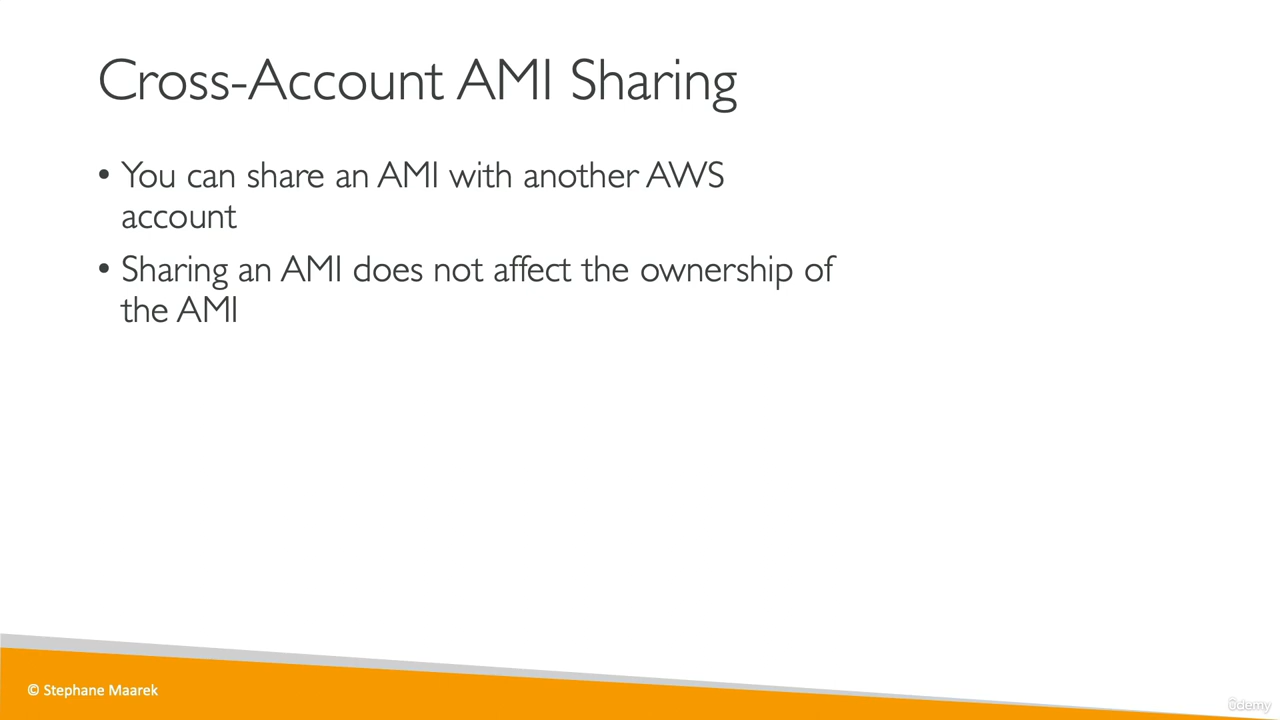 Cross-Account AMI Sharing
• You can share an AMI with another AWS
account
• Sharing an AMI does not affect the ownership of
the AMI
© Stephane Maarek
ûdemy